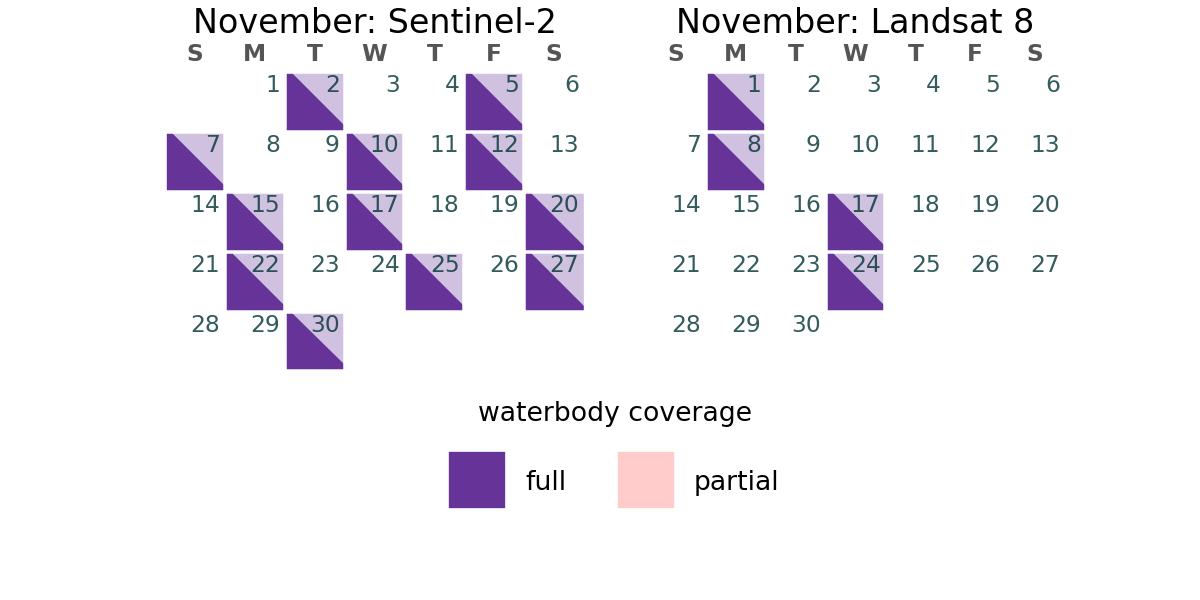 November: Sentinel-2
S M T W T F S
1 2 3 4 5 6
7 8 9 10 11 12 13
14 15 16 17 18 19 20
21 22 23 24 25 26 27
28 29 30
November: Landsat 8
S M T W T F S
1 2 3 4 5 6
7 8 9 10 11 12 13
14 15 16 17 18 19 20
21 22 23 24 25 26 27
28 29 30
waterbody coverage
full
partial